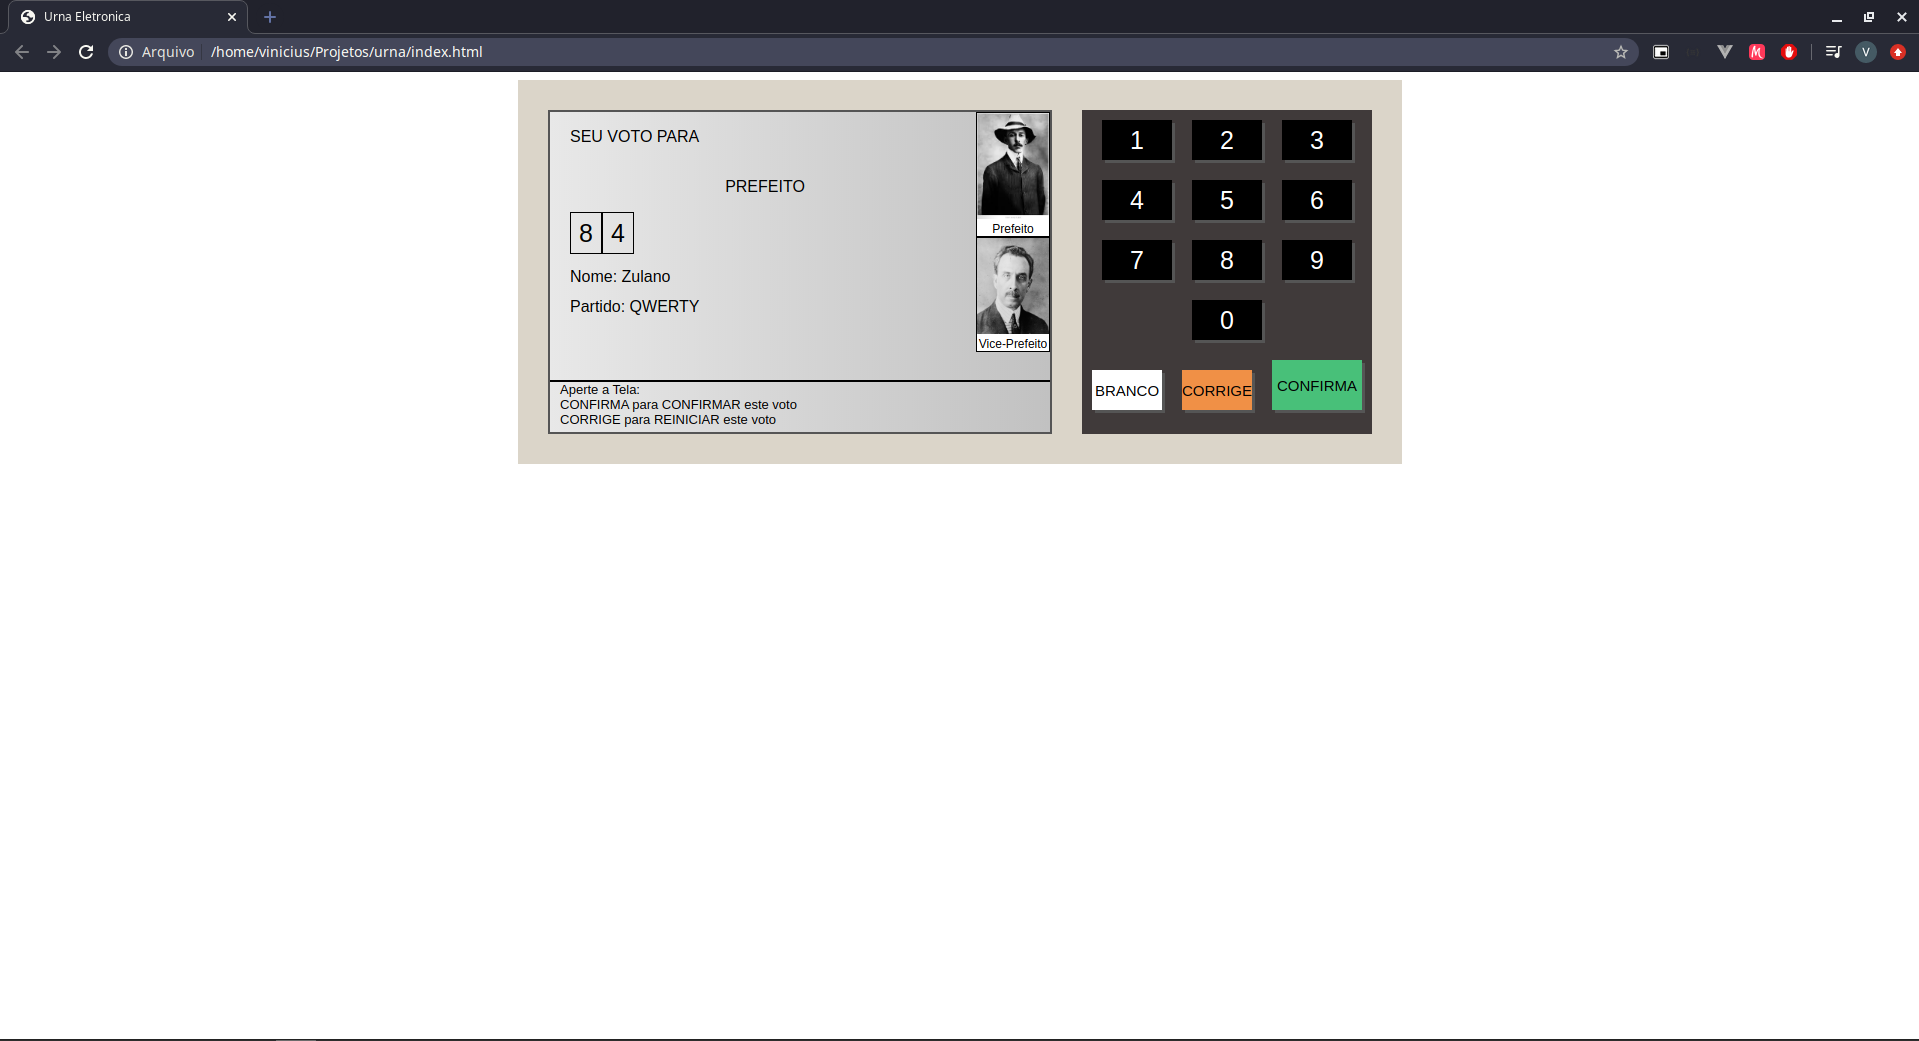 Urna Eletronica
Arquivo /home/vinicius/Projetos/urna/index.html
V
SEU VOTO PARA
PREFEITO
8 4
Nome: Zulano
Partido: QWERTY
Prefeito
Vice-Prefeito
Aperte a Tela:
CONFIRMA para CONFIRMAR este voto
CORRIGE para REINICIAR este voto
1 2 3
4 5 6
7 8 9
0
BRANCO CORRIGE CONFIRMA